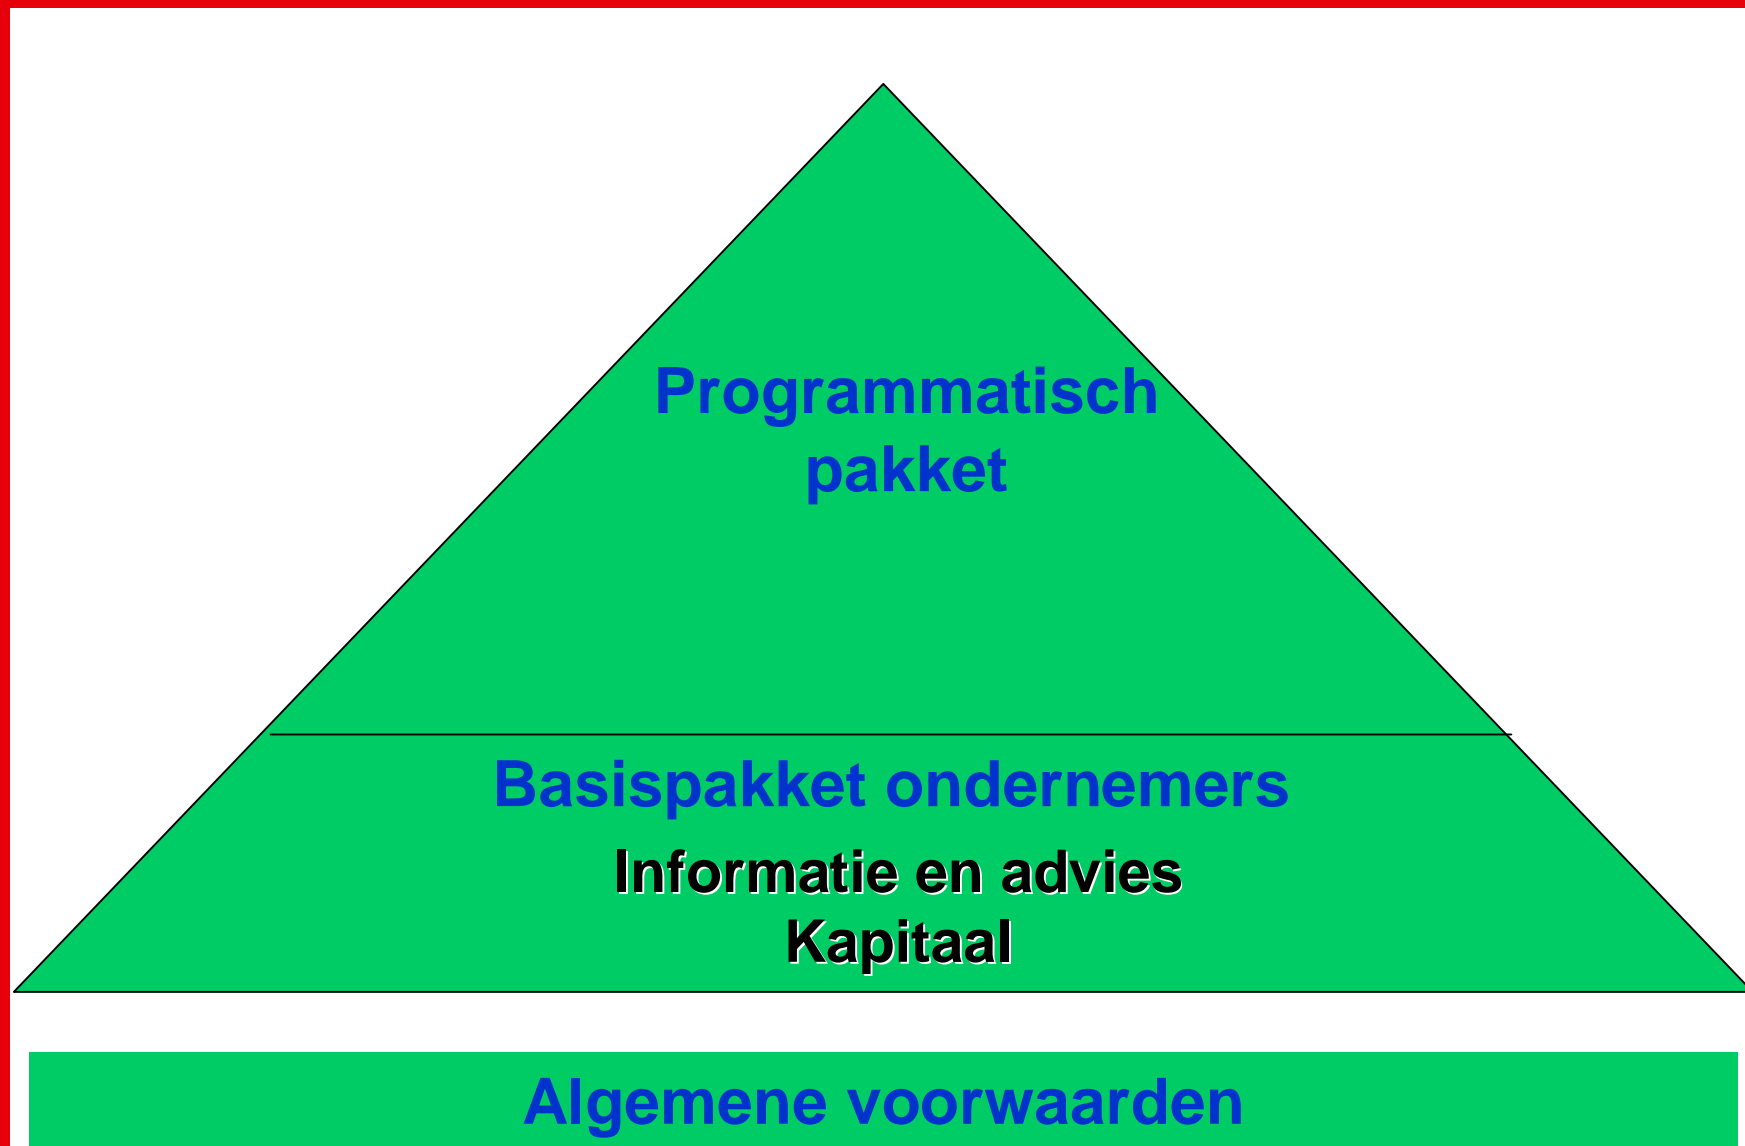 Programmatisch
pakket
Basispakket ondernemers
Informatie en advies
Kapitaal
Algemene voorwaarden